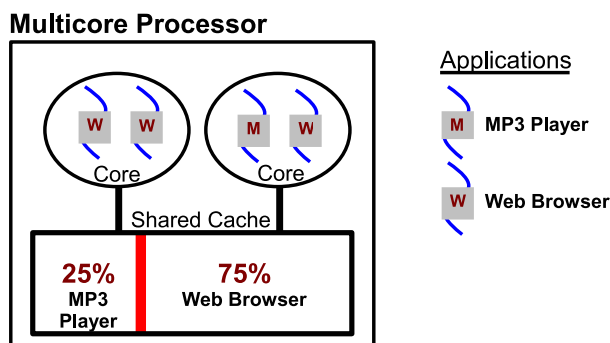 Multicore Processor
W W
M W
Core
Core
Shared Cache
25%
MP3
Player
75%
Web Browser
Applications
M MP3 Player
W Web Browser